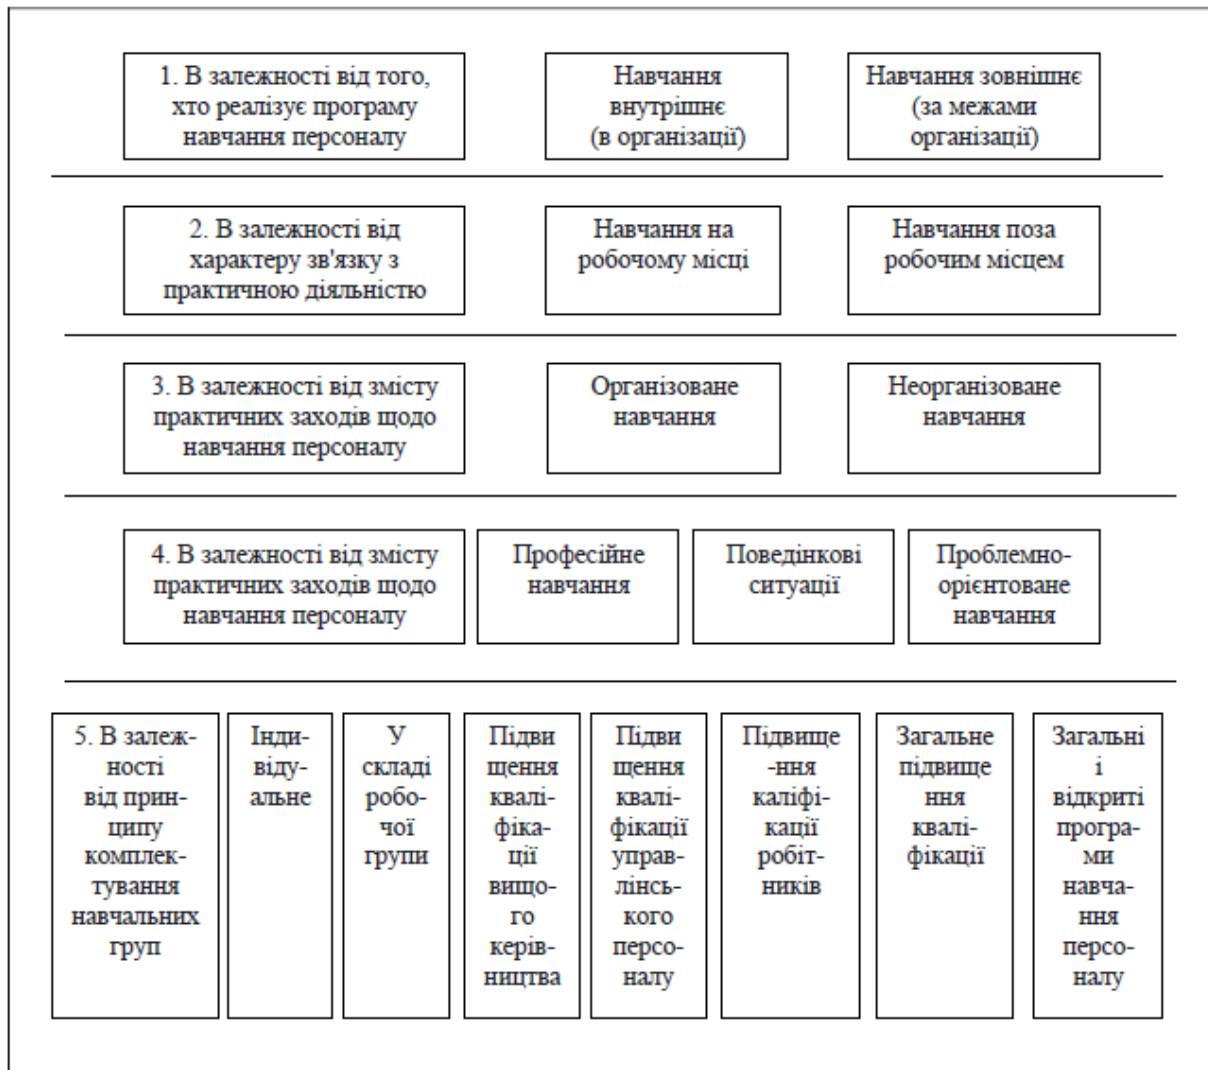 1. В залежності від того,
хто реалізує програму
навчання персоналу
Навчання
внутрішнє
(в організації)
Навчання зовнішнє
(за межами
організації)
2. В залежності від
характеру зв'язку з
практичною діяльністю
Навчання на
робочому місці
Навчання поза
робочим місцем
3. В залежності від змісту
практичних заходів щодо
навчання персоналу
Організоване
навчання
Неорганізоване
навчання
4. В залежності від змісту
практичних заходів щодо
навчання персоналу
Професійне
навчання
Поведінкові
ситуації
Проблемно-
орієнтоване
навчання
5. В залеж-
ності
від прин-
ципу
комплек-
тування
навчальних
груп
Інди-
віду-
альне
У
складі
робо-
чої
групи
Підви
щення
квалі-
фіка-
ції
вищо-
го
керів-
ництва
Підви
щення
квалі-
фікації
управ-
лінсь-
кого
персо-
налу
Підвище
-ння
каліфі-
кації
робіт-
ників
Загальне
підвище
ння
квалі-
фікації
Загальні
і
відкриті
програ-
ми
навча-
ння
персо-
налу